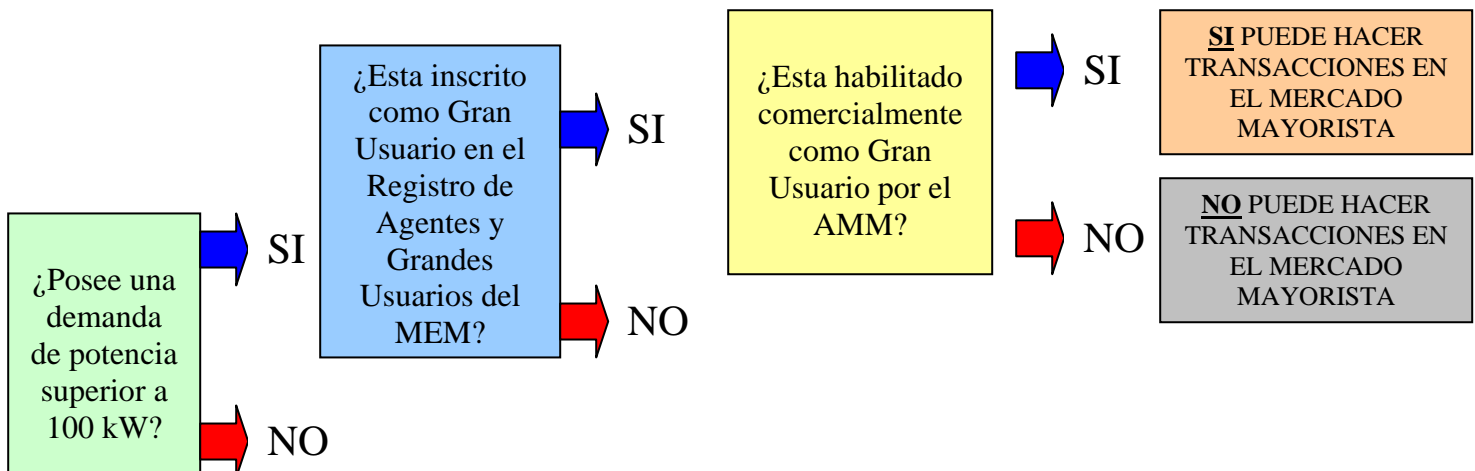 ¿Posee una
demanda
de potencia
superior a
100 kW?
SI
NO
¿Esta inscrito
como Gran
Usuario en el
Registro de
Agentes y
Grandes
Usuarios del
MEM?
SI
NO
¿Esta habilitado
comercialmente
como Gran
Usuario por el
AMM?
SI
NO
SI PUEDE HACER
TRANSACCIONES EN
EL MERCADO
MAYORISTA
NO PUEDE HACER
TRANSACCIONES EN
EL MERCADO
MAYORISTA